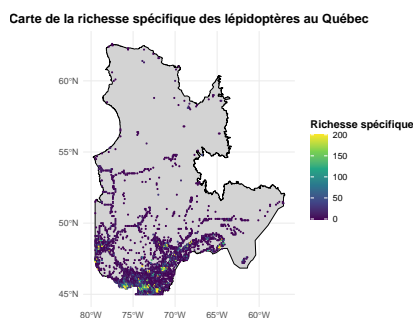 Carte de la richesse spécifique des lépidoptères au Québec
60°N
55°N
50°N
45°N
80°W 75°W 70°W 65°W 60°W
Richesse spécifique
200
150
100
50
0